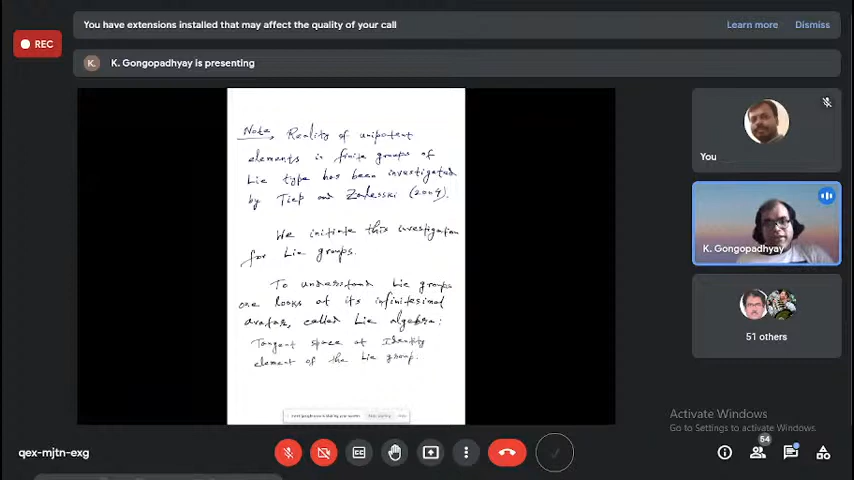 You have extensions installed that may affect the quality of your call
Learn more
Dismiss
REC
K.
K. Gongopadhyay is presenting
Note, Reality of unipotent
elements in finite groups of
Lie type has been investigated
by Tiep and Zalesski (2004).
We initiate this investigation
for Lie groups.
To understand Lie groups
one looks at its infinitesimal
avatar, called Lie algebra:
Tangent space at Identity
element of the Lie group.
You
K. Gongopadhyay
51 others
Activate Windows
Go to Settings to activate Windows.
qex-mjtn-exg
54